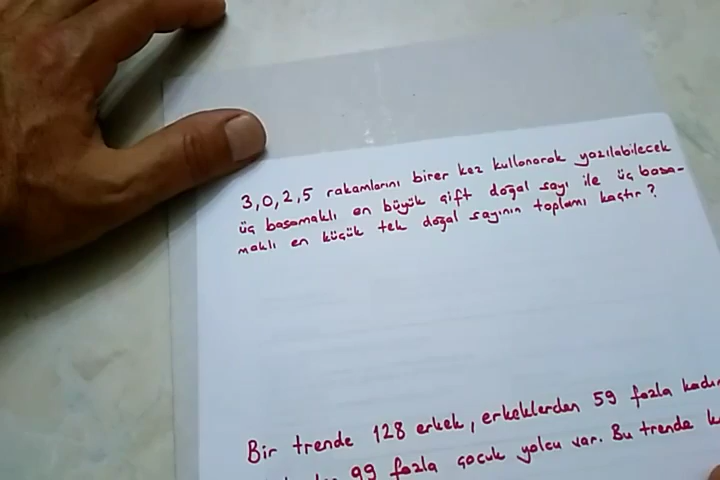 3,0,2,5 rakamlarını birer kez kullanarak yazılabilecek
üç basamaklı en büyük çift doğal sayı ile üç basa-
maklı en küçük tek doğal sayının toplamı kaçtır?
Bir trende 128 erkek, erkeklerden 59 fazla
99 fazla çocuk yolcu var. Bu trende